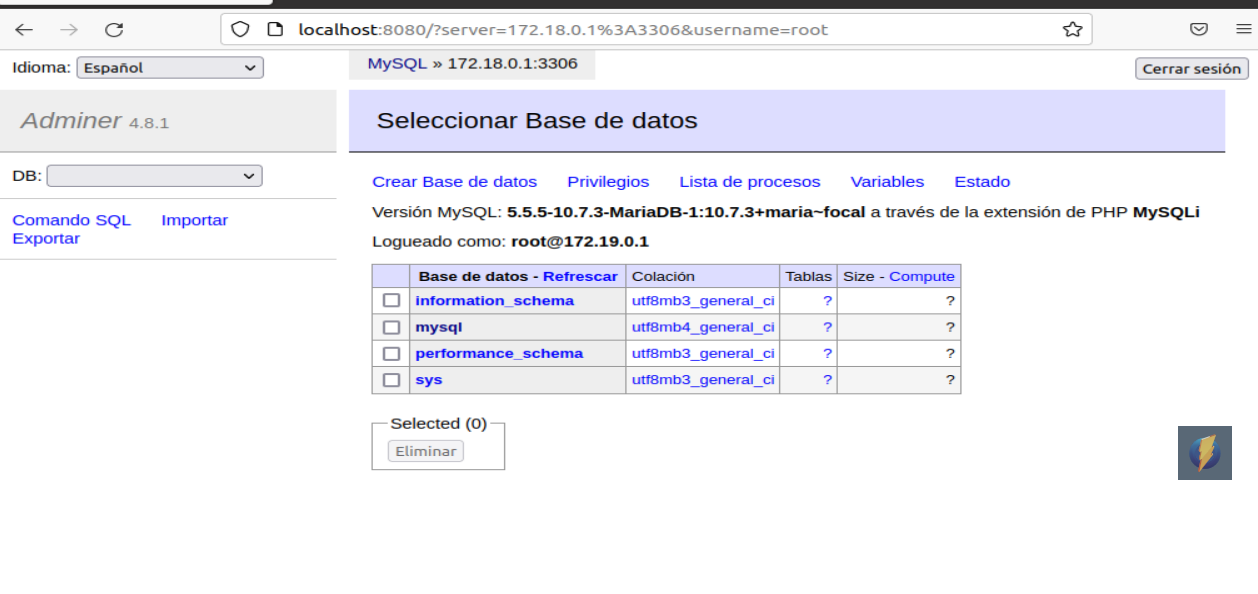 localhost:8080/?server=172.18.0.1%3A3306&username=root
Idioma: Español
MySQL » 172.18.0.1:3306
Cerrar sesión
Adminer 4.8.1
Seleccionar Base de datos
DB:
Comando SQL Importar
Exportar
Crear Base de datos Privilegios Lista de procesos Variables Estado
Versión MySQL: 5.5.5-10.7.3-MariaDB-1:10.7.3+maria~focal a través de la extensión de PHP MySQLi
Logueado como: root@172.19.0.1
Base de datos - Refrescar Colación Tablas Size - Compute
information_schema utf8mb3_general_ci ? ?
mysql utf8mb4_general_ci ? ?
performance_schema utf8mb3_general_ci ? ?
sys utf8mb3_general_ci ? ?
Selected (0)
Eliminar